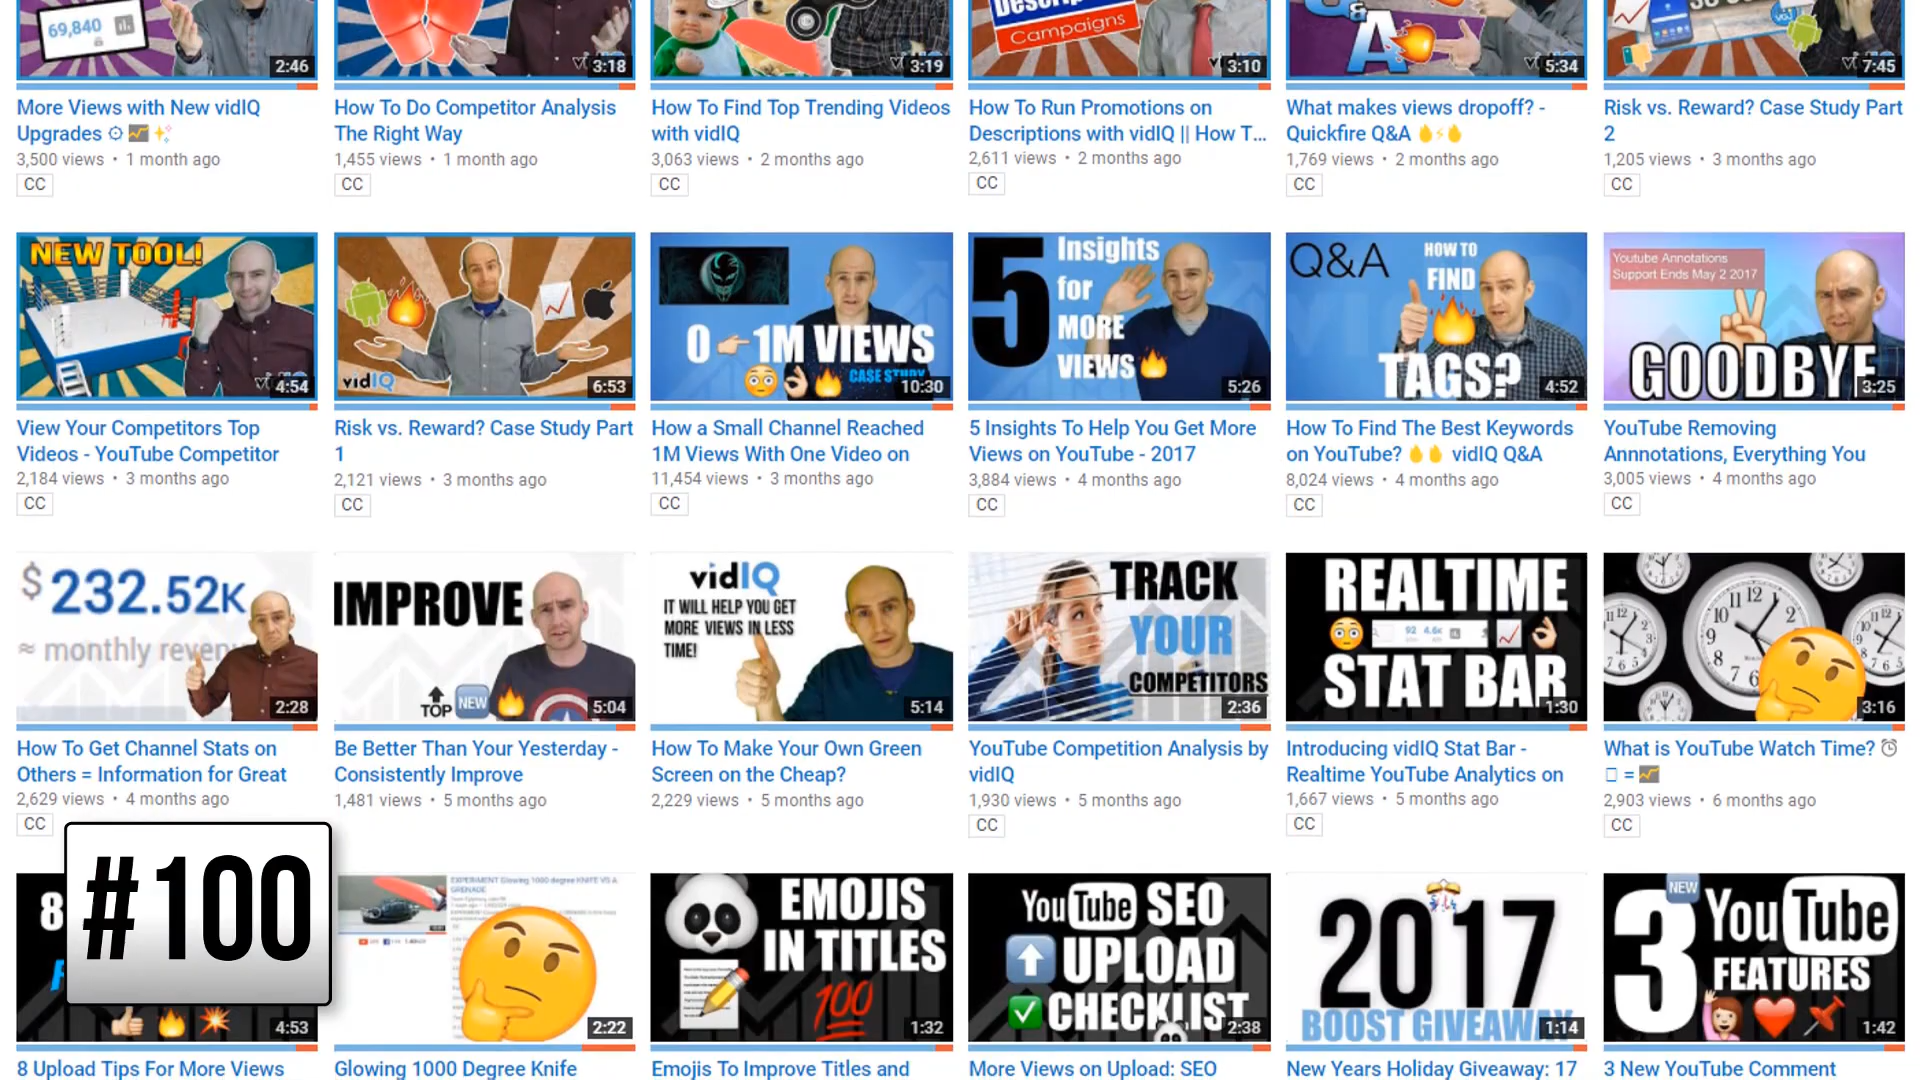 69,840
2:46
3:18
3:19
Descrip
Campaigns
3:10
Q&A
5:34
7:45
More Views with New vidIQ
Upgrades
3,500 views • 1 month ago
CC
How To Do Competitor Analysis
The Right Way
1,455 views • 1 month ago
CC
How To Find Top Trending Videos
with vidIQ
3,063 views • 2 months ago
CC
How To Run Promotions on
Descriptions with vidIQ || How T...
2,611 views • 2 months ago
CC
What makes views dropoff? -
Quickfire Q&A
1,769 views • 2 months ago
CC
Risk vs. Reward? Case Study Part
2
1,205 views • 3 months ago
CC
NEW TOOL!
4:54
vidIQ
6:53
0 1M VIEWS
CASE STUDY
10:30
5 Insights
for
MORE
VIEWS
5:26
Q&A
HOW TO
FIND
TAGS?
4:52
Youtube Annotations
Support Ends May 2 2017
GOODBYE
3:25
View Your Competitors Top
Videos - YouTube Competitor
2,184 views • 3 months ago
CC
Risk vs. Reward? Case Study Part
1
2,121 views • 3 months ago
CC
How a Small Channel Reached
1M Views With One Video on
11,454 views • 3 months ago
CC
5 Insights To Help You Get More
Views on YouTube - 2017
3,884 views • 4 months ago
CC
How To Find The Best Keywords
on YouTube? vidIQ Q&A
8,024 views • 4 months ago
CC
YouTube Removing
Annnotations, Everything You
3,005 views • 4 months ago
CC
$232.52K
≈ monthly reven
2:28
IMPROVE
TOP
NEW
5:04
vidIQ
IT WILL HELP YOU GET
MORE VIEWS IN LESS
TIME!
5:14
TRACK
YOUR
COMPETITORS
2:36
REALTIME
92 4.6K
STAT BAR
1:30
3:16
How To Get Channel Stats on
Others = Information for Great
2,629 views • 4 months ago
CC
Be Better Than Your Yesterday -
Consistently Improve
1,481 views • 5 months ago
How To Make Your Own Green
Screen on the Cheap?
2,229 views • 5 months ago
YouTube Competition Analysis by
vidIQ
1,930 views • 5 months ago
CC
Introducing vidIQ Stat Bar -
Realtime YouTube Analytics on
1,667 views • 5 months ago
CC
What is YouTube Watch Time?
=
2,903 views • 6 months ago
CC
#100
8
4:53
EXPERIMENT Glowing 1000 degree KNIFE VS A
GRENADE
2:22
EMOJIS
IN TITLES
100
1:32
YouTube SEO
UPLOAD
CHECKLIST
2:38
2017
BOOST GIVEAWAY
1:14
3
NEW
YouTube
FEATURES
1:42
8 Upload Tips For More Views
Glowing 1000 Degree Knife
Emojis To Improve Titles and
More Views on Upload: SEO
New Years Holiday Giveaway: 17
3 New YouTube Comment